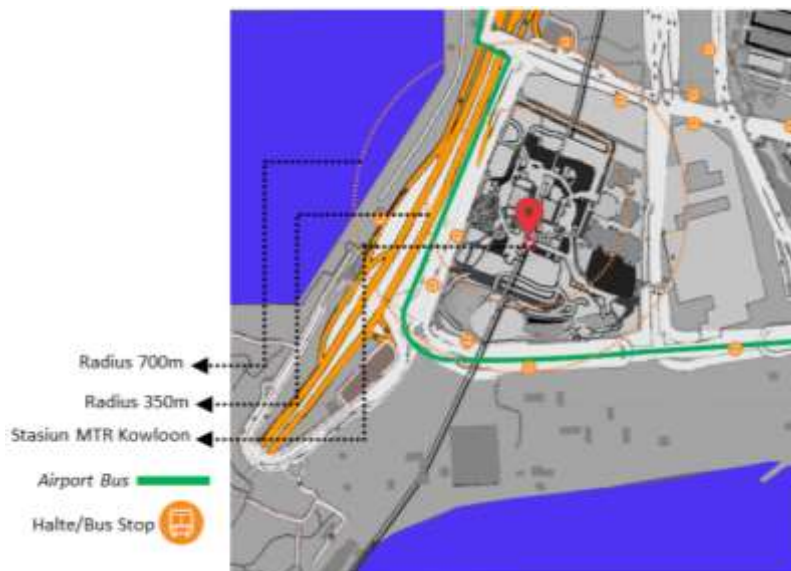 Radius 700m
Radius 350m
Stasiun MTR Kowloon
Airport Bus
Halte/Bus Stop